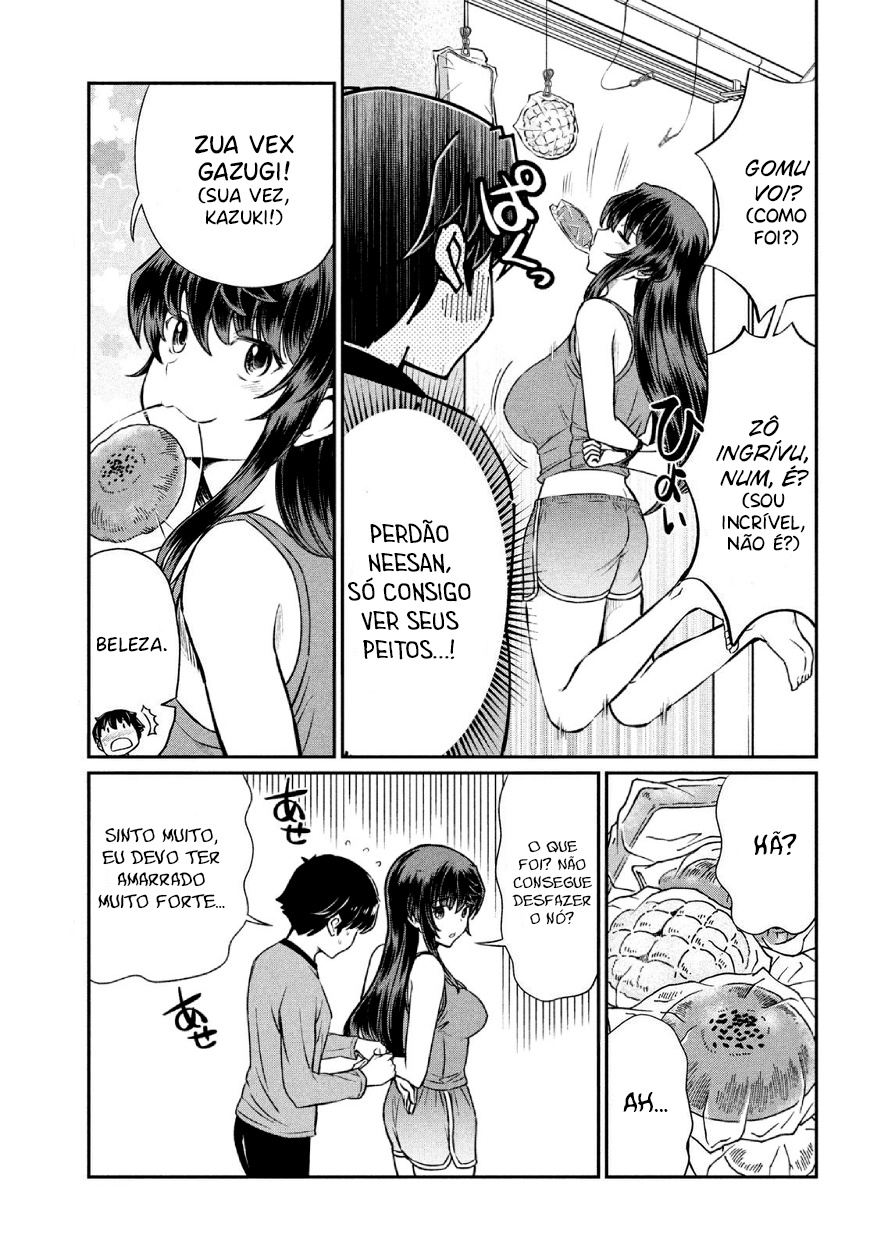 GOMU
VOI?
(COMO
FOI?)
ぱくっ
ZÔ
INGRÍVU,
NUM, É?
(SOU
INCRÍVEL,
NÃO É?)
ひょい
PERDÃO
NEESAN,
SÓ CONSIGO
VER SEUS
PEITOS...!
ZUA VEX
GAZUGI!
(SUA VEZ,
KAZUKI!)
BELEZA.
HÃ?
AH...
O QUE
FOI? NÃO
CONSEGUE
DESFAZER
O NÓ?
あせ
SINTO MUITO,
EU DEVO TER
AMARRADO
MUITO FORTE...
あせ